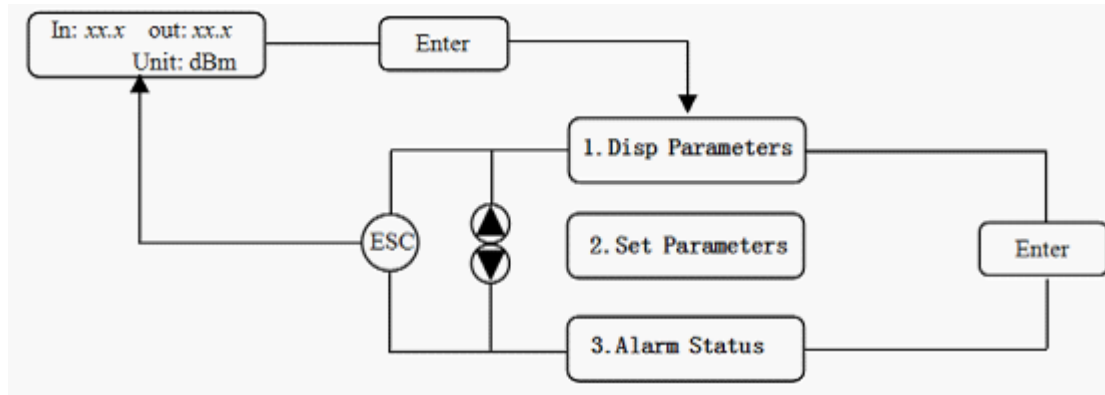 In: xx.x out: xx.x
Unit: dBm
Enter
1.Disp Parameters
ESC
2.Set Parameters
Enter
3.Alarm Status